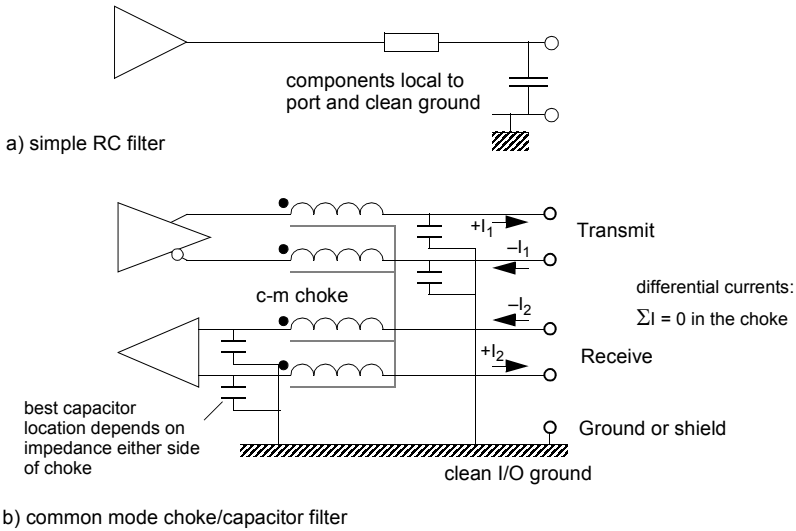 components local to
port and clean ground
a) simple RC filter
+I1
Transmit
–I1
c-m choke
differential currents:
ΣI = 0 in the choke
–I2
+I2
Receive
best capacitor
location depends on
impedance either side
of choke
Ground or shield
clean I/O ground
b) common mode choke/capacitor filter